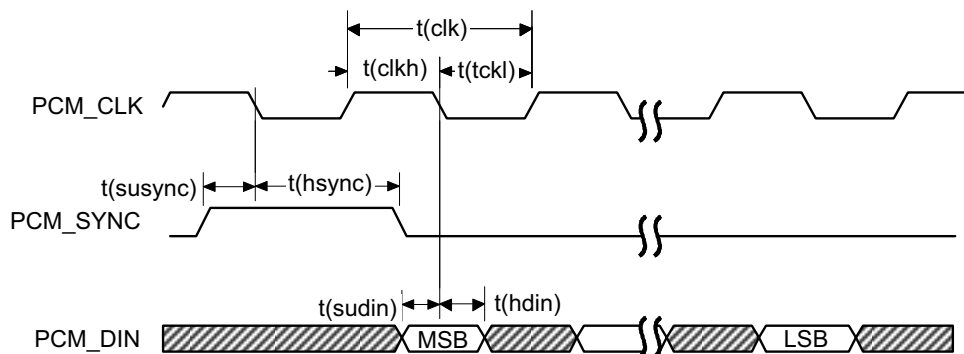 t(clk)
t(clkh) t(tckl)
PCM_CLK
t(susync) t(hsync)
PCM_SYNC
t(sudin) t(hdin)
PCM_DIN MSB LSB